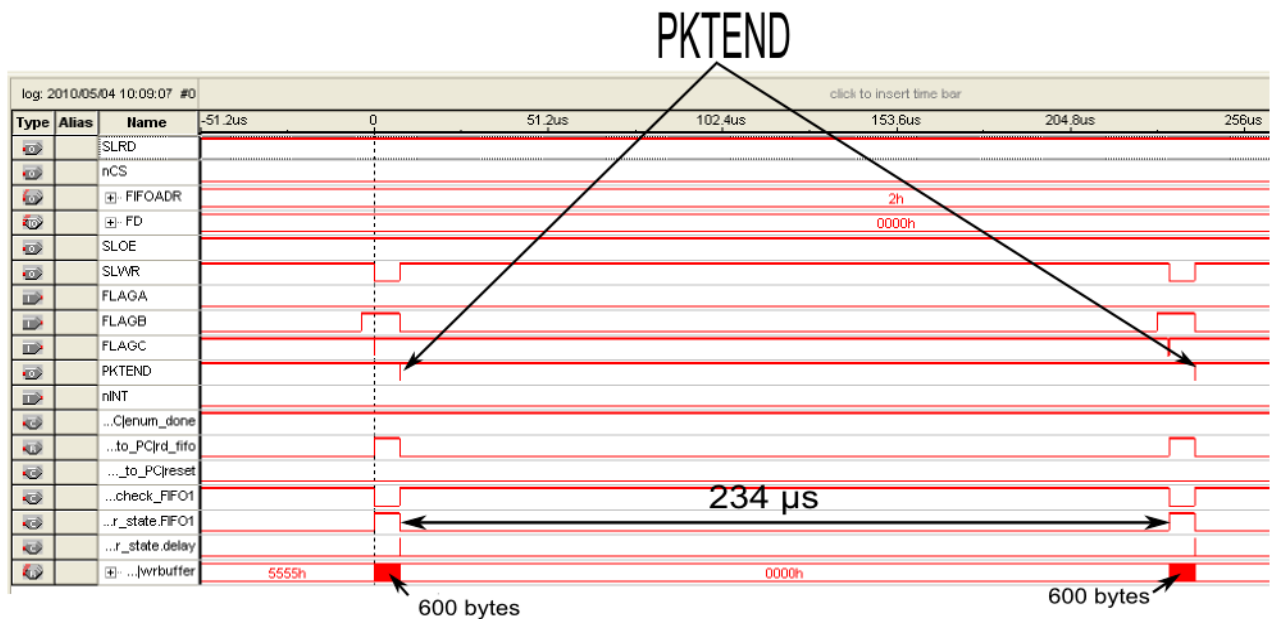 PKTEND
log: 2010/05/04 10:09:07 #0 click to insert time bar
Type Alias Name -51.2us 0 51.2us 102.4us 153.6us 204.8us 256us
SLRD
nCS
FIFOADR 2h
FD 0000h
SLOE
SLWR
FLAGA
FLAGB
FLAGC
PKTEND
nINT
...C|enum_done
...to_PC|rd_fifo
..._to_PC|reset
...check_FIFO1 234 µs
...r_state.FIFO1
...r_state.delay
...|wrbuffer 5555h 0000h
600 bytes 600 bytes